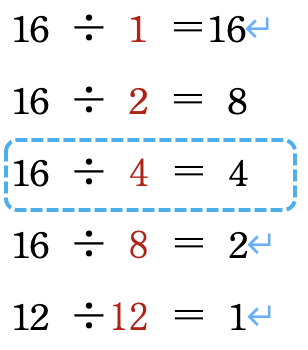 16 ÷ 1 = 16↵
16 ÷ 2 = 8
16 ÷ 4 = 4
16 ÷ 8 = 2↵
12 ÷ 12 = 1↵